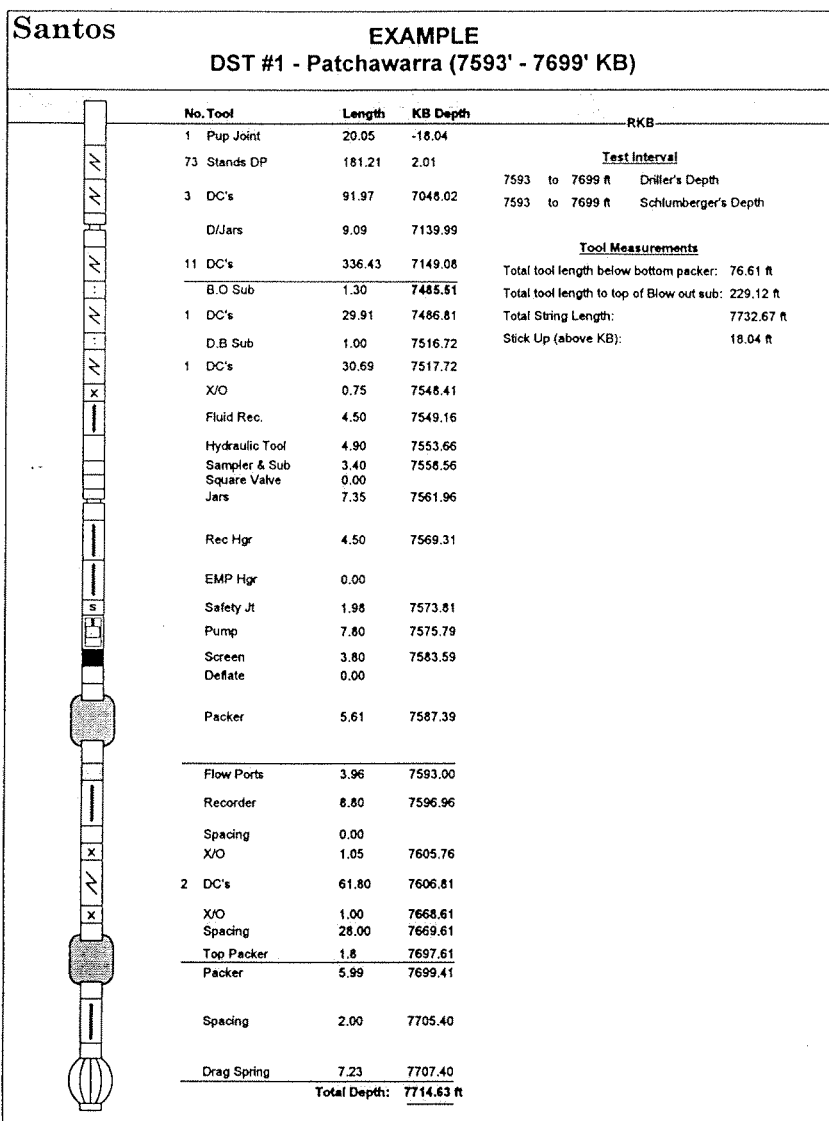 Santos
EXAMPLE
DST #1 - Patchawarra (7593' - 7699' KB)
No. Tool Length KB Depth
RKB
1 Pup Joint 20.05 -18.04
73 Stands DP 181.21 2.01
3 DC's 91.97 7048.02
D/Jars 9.09 7139.99
11 DC's 336.43 7149.08
B.O Sub 1.30 7485.51
1 DC's 29.91 7486.81
D.B Sub 1.00 7516.72
1 DC's 30.69 7517.72
X/O 0.75 7548.41
Fluid Rec. 4.50 7549.16
Hydraulic Tool 4.90 7553.66
Sampler & Sub 3.40 7558.56
Square Valve 0.00
Jars 7.35 7561.96
Rec Hgr 4.50 7569.31
EMP Hgr 0.00
Safety Jt 1.98 7573.81
Pump 7.80 7575.79
Screen 3.80 7583.59
Deflate 0.00
Packer 5.61 7587.39
Flow Ports 3.96 7593.00
Recorder 8.80 7596.96
Spacing 0.00
X/O 1.05 7605.76
2 DC's 61.80 7606.81
X/O 1.00 7668.61
Spacing 28.00 7669.61
Top Packer 1.8 7697.61
Packer 5.99 7699.41
Spacing 2.00 7705.40
Drag Spring 7.23 7707.40
Total Depth: 7714.63 ft
Test Interval
7593 to 7699 ft Driller's Depth
7593 to 7699 ft Schlumberger's Depth
Tool Measurements
Total tool length below bottom packer: 76.61 ft
Total tool length to top of Blow out sub: 229.12 ft
Total String Length: 7732.67 ft
Stick Up (above KB): 18.04 ft
X
S
X
X